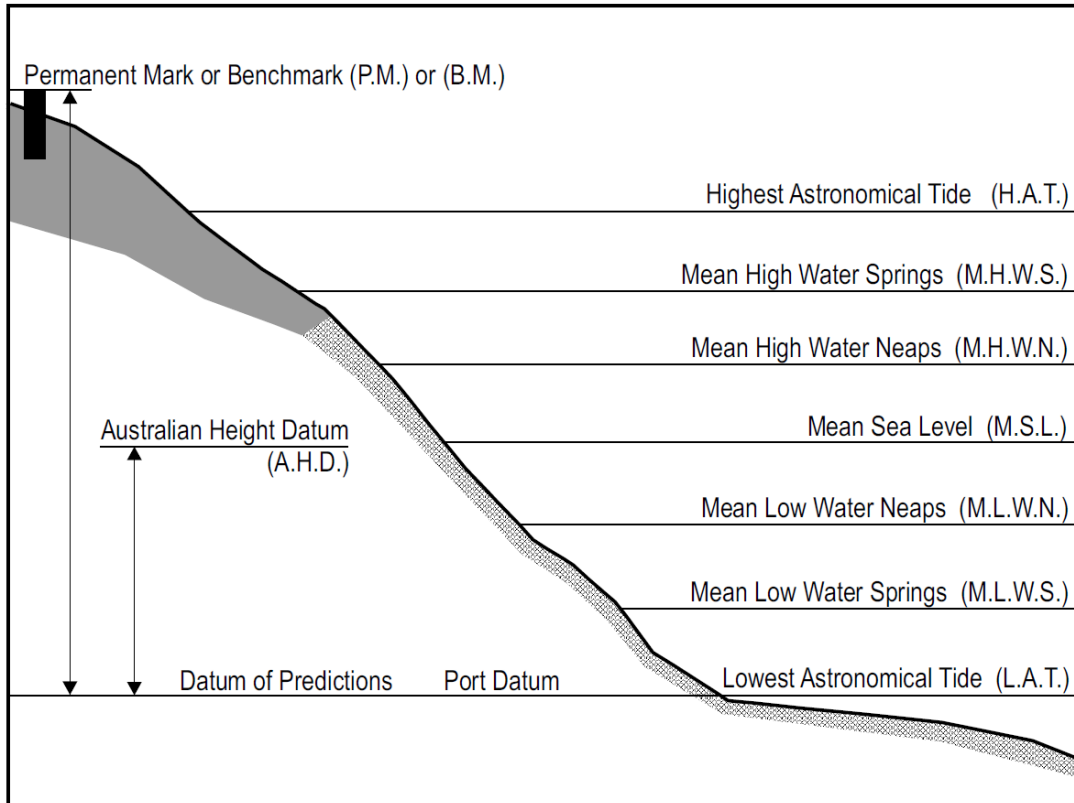 Permanent Mark or Benchmark (P.M.) or (B.M.)
Highest Astronomical Tide (H.A.T.)
Mean High Water Springs (M.H.W.S.)
Mean High Water Neaps (M.H.W.N.)
Australian Height Datum
(A.H.D.)
Mean Sea Level (M.S.L.)
Mean Low Water Neaps (M.L.W.N.)
Mean Low Water Springs (M.L.W.S.)
Datum of Predictions Port Datum Lowest Astronomical Tide (L.A.T.)